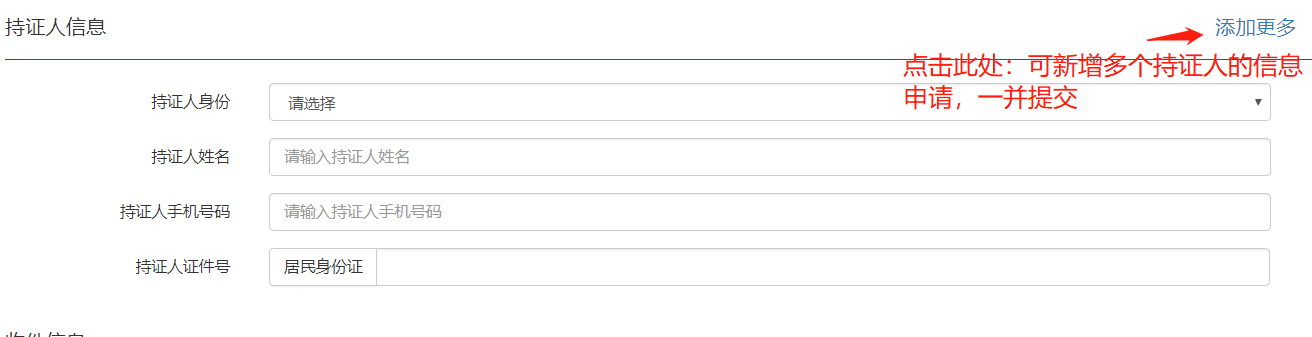 持证人信息
添加更多
点击此处：可新增多个持证人的信息
申请，一并提交
持证人身份
请选择
持证人姓名
请输入持证人姓名
持证人手机号码
请输入持证人手机号码
持证人证件号
居民身份证